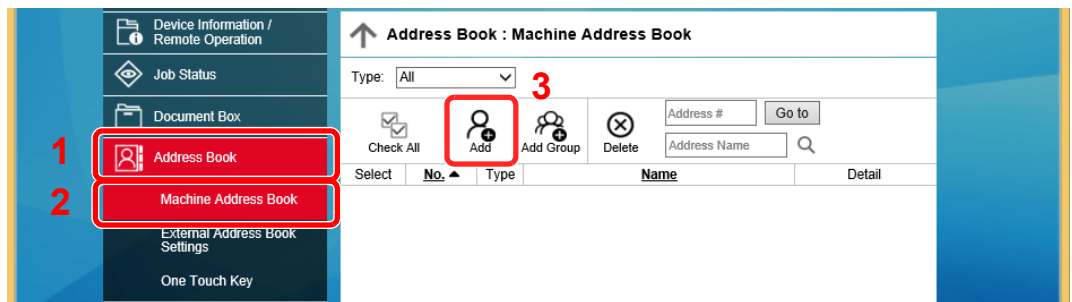 Device Information /
Remote Operation
Job Status
Document Box
1
Address Book
2
Machine Address Book
External Address Book
Settings
One Touch Key
Address Book : Machine Address Book
Type: All
3
Check All
Add
Add Group
Delete
Address #
Go to
Address Name
Select No. Type Name Detail